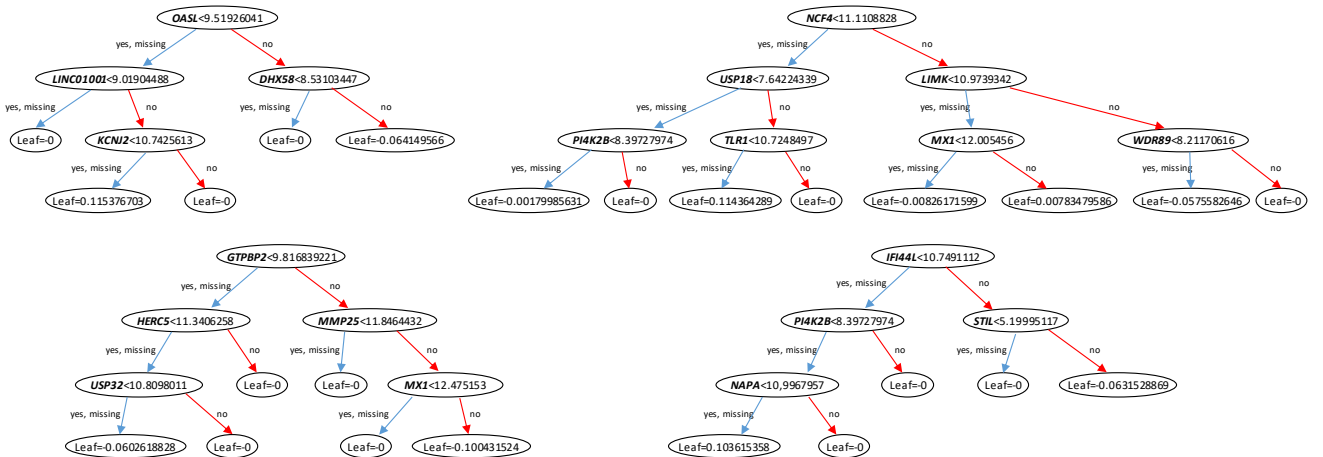 OASL<9.51926041
yes, missing
no
LINC01001<9.01904488
DHX58<8.53103447
yes, missing
no
yes, missing
no
Leaf=-0
KCNJ2<10.7425613
Leaf=-0
Leaf=-0.064149566
yes, missing
no
Leaf=0.115376703
Leaf=-0
NCF4<11.1108828
yes, missing
no
USP18<7.64224339
LIMK<10.9739342
yes, missing
no
yes, missing
no
PI4K2B<8.39727974
TLR1<10.7248497
MX1<12.005456
WDR89<8.21170616
yes, missing
no
yes, missing
no
yes, missing
no
yes, missing
no
Leaf=-0.00179985631
Leaf=-0
Leaf=0.114364289
Leaf=-0
Leaf=-0.00826171599
Leaf=0.00783479586
Leaf=-0.0575582646
Leaf=-0
GTPBP2<9.816839221
yes, missing
no
HERC5<11.3406258
MMP25<11.8464432
yes, missing
no
yes, missing
no
USP32<10.8098011
Leaf=-0
Leaf=-0
MX1<12.475153
yes, missing
no
yes, missing
no
Leaf=-0.0602618828
Leaf=-0
Leaf=-0
Leaf=-0.100431524
IFI44L<10.7491112
yes, missing
no
PI4K2B<8.39727974
STIL<5.19995117
yes, missing
no
yes, missing
no
NAPA<10,9967957
Leaf=-0
Leaf=-0
Leaf=-0.0631528869
yes, missing
no
Leaf=0.103615358
Leaf=-0